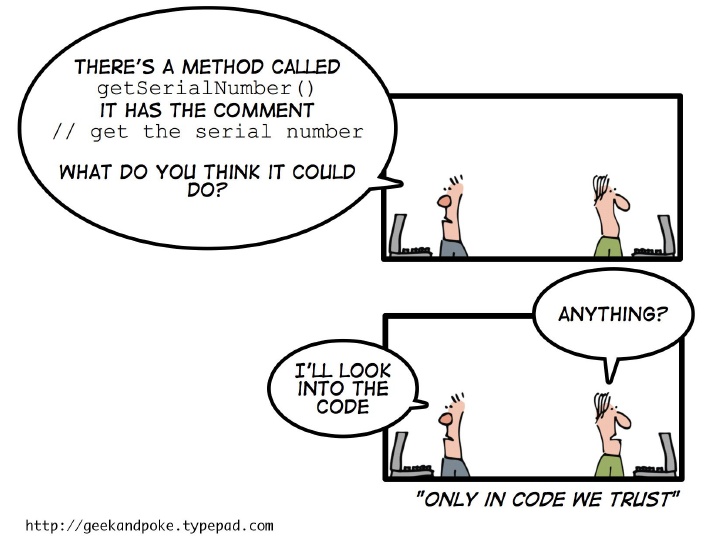 THERE'S A METHOD CALLED
getSerialNumber()
IT HAS THE COMMENT
// get the serial number
WHAT DO YOU THINK IT COULD
DO?
ANYTHING?
I'LL LOOK
INTO THE
CODE
"ONLY IN CODE WE TRUST"
http://geekandpoke.typepad.com